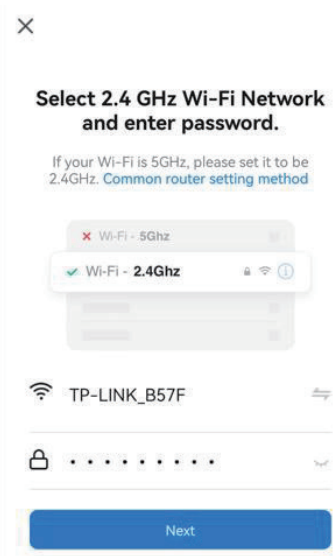 Select 2.4 GHz Wi-Fi Network
and enter password.
If your Wi-Fi is 5GHz, please set it to be
2.4GHz. Common router setting method
Wi-Fi - 5Ghz
Wi-Fi - 2.4Ghz
TP-LINK_B57F
Next